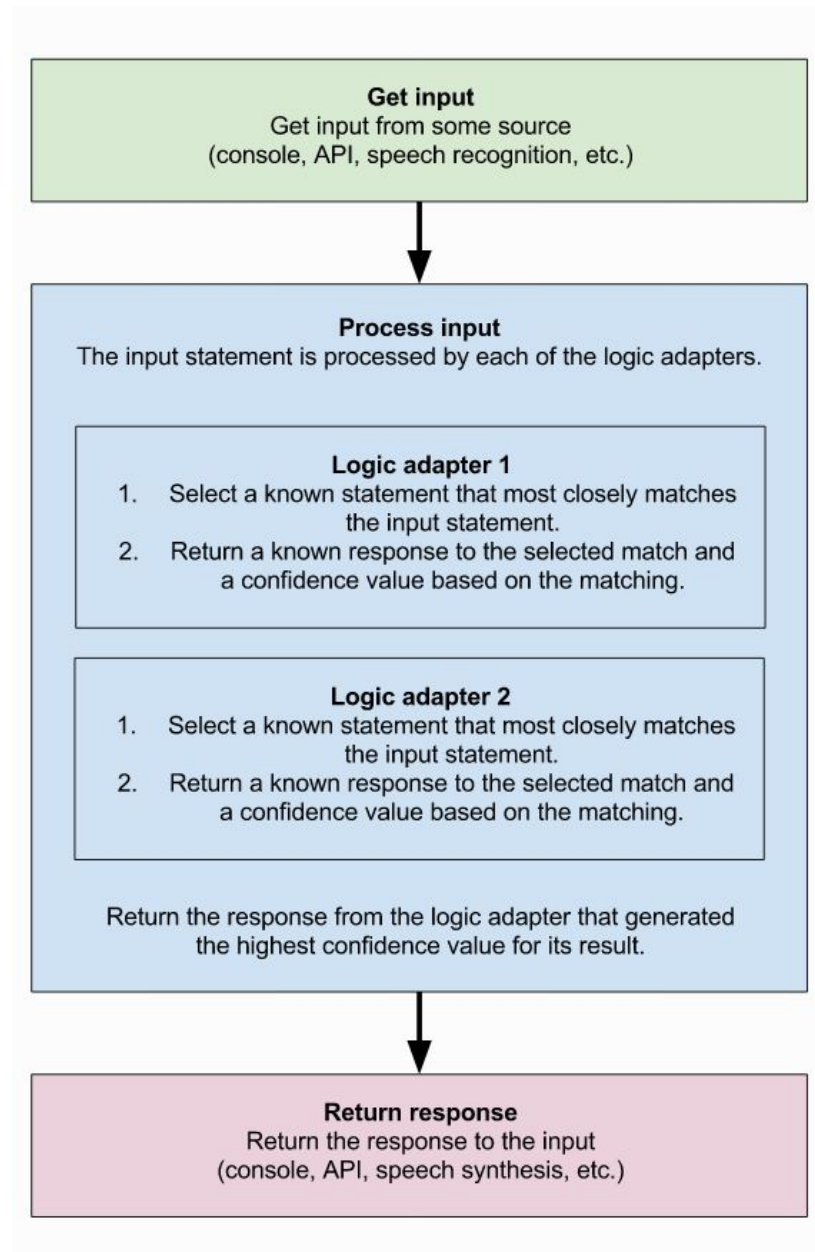 Get input
Get input from some source
(console, API, speech recognition, etc.)
Process input
The input statement is processed by each of the logic adapters.
Logic adapter 1
1. Select a known statement that most closely matches
the input statement.
2. Return a known response to the selected match and
a confidence value based on the matching.
Logic adapter 2
1. Select a known statement that most closely matches
the input statement.
2. Return a known response to the selected match and
a confidence value based on the matching.
Return the response from the logic adapter that generated
the highest confidence value for its result.
Return response
Return the response to the input
(console, API, speech synthesis, etc.)